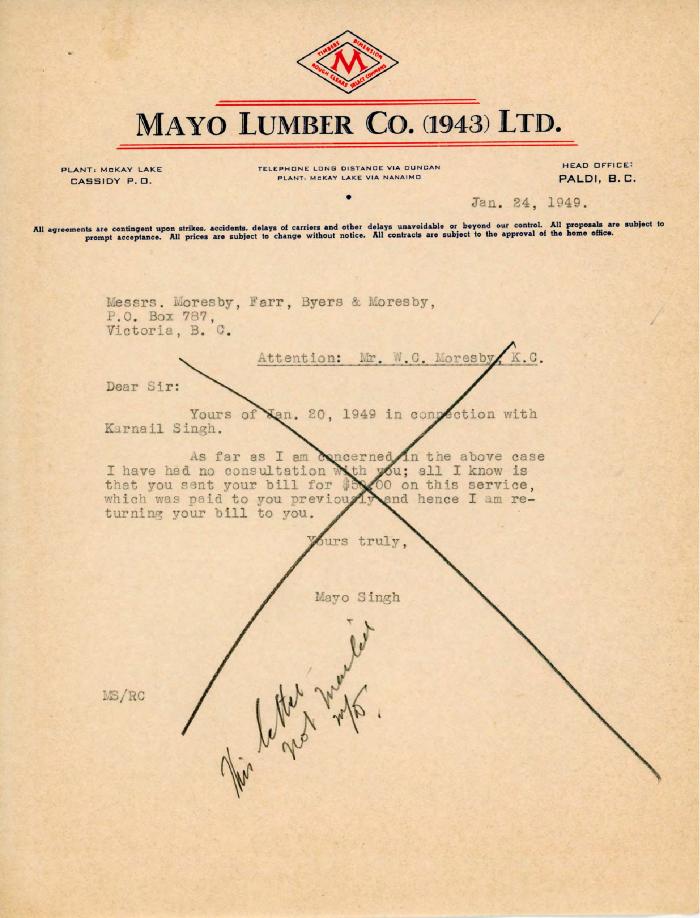 TIMBERS DIMENSION
M
ROUGH CLEARS SELECT COMMONS
MAYO LUMBER CO. (1943) LTD.
PLANT: McKAY LAKE
CASSIDY P.O.
TELEPHONE LONG DISTANCE VIA DUNCAN
PLANT: McKAY LAKE VIA NANAIMO
HEAD OFFICE:
PALDI, B.C.
Jan. 24, 1949.
All agreements are contingent upon strikes, accidents, delays of carriers and other delays unavoidable or beyond our control. All proposals are subject to
prompt acceptance. All prices are subject to change without notice. All contracts are subject to the approval of the home office.
Messrs. Moresby, Farr, Byers & Moresby,
P.O. Box 787,
Victoria, B. C.
Attention: Mr. W.C. Moresby, K.C.
Dear Sir:
Yours of Jan. 20, 1949 in connection with
Karnail Singh.
As far as I am concerned in the above case
I have had no consultation with you; all I know is
that you sent your bill for $50.00 on this service,
which was paid to you previously and hence I am re-
turning your bill to you.
Yours truly,
Mayo Singh
MS/RC
This letter
not mailed